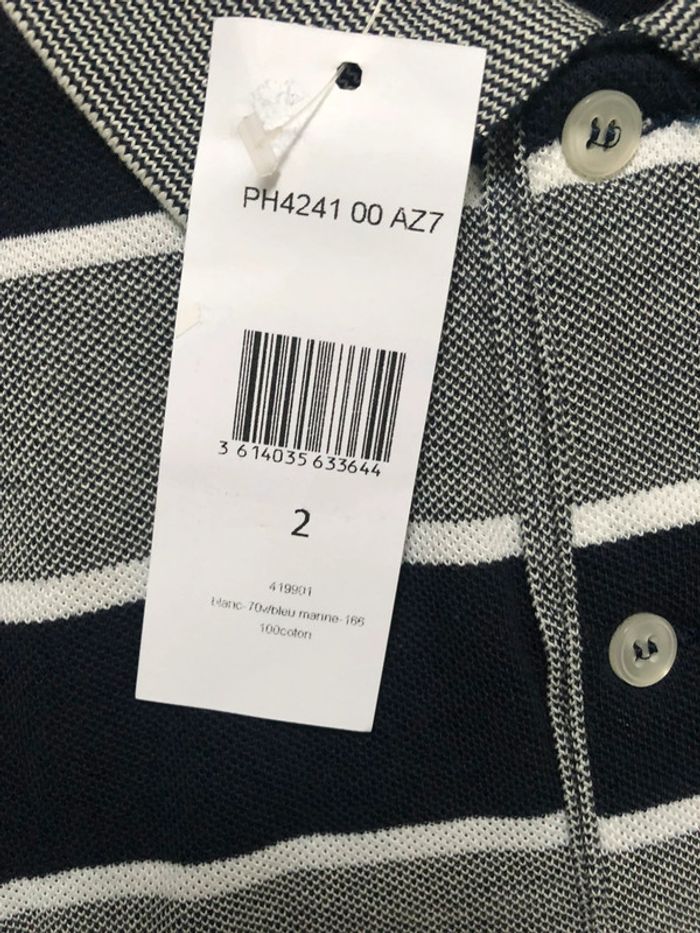 PH4241 00 AZ7
3 614035 633644
2
419901
blanc-70v/bleu marine-166
100coton